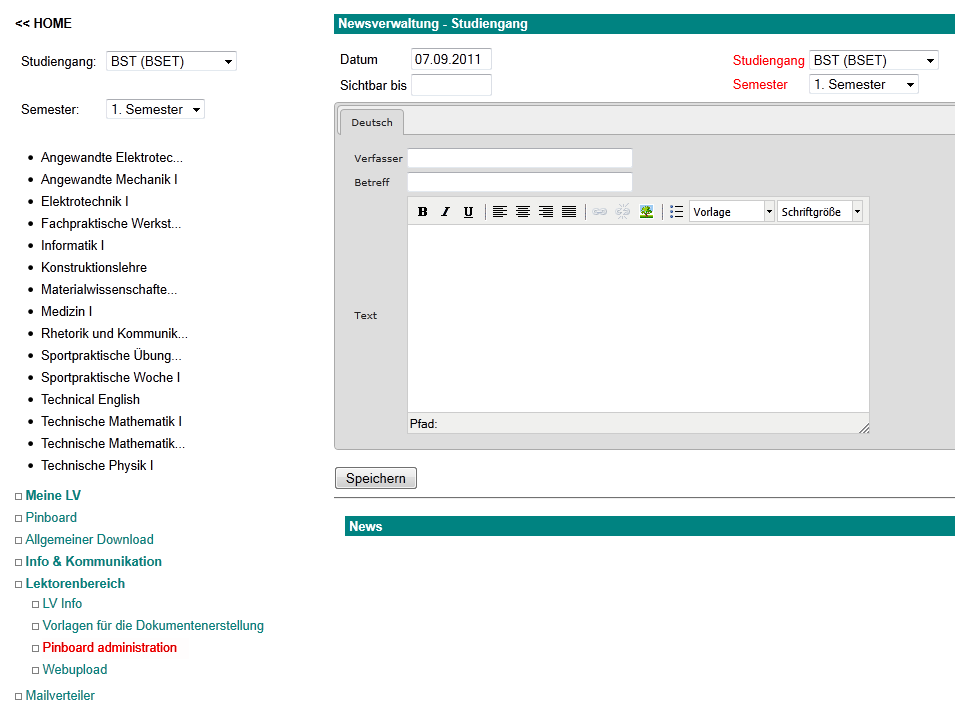 << HOME
Studiengang: BST (BSET)
Semester: 1. Semester
Angewandte Elektrotec...
Angewandte Mechanik I
Elektrotechnik I
Fachpraktische Werkst...
Informatik I
Konstruktionslehre
Materialwissenschafte...
Medizin I
Rhetorik und Kommunik...
Sportpraktische Übung...
Sportpraktische Woche I
Technical English
Technische Mathematik I
Technische Mathematik...
Technische Physik I
Meine LV
Pinboard
Allgemeiner Download
Info & Kommunikation
Lektorenbereich
LV Info
Vorlagen für die Dokumentenerstellung
Pinboard administration
Webupload
Mailverteiler
Newsverwaltung - Studiengang
Datum 07.09.2011 Studiengang BST (BSET)
Sichtbar bis Semester 1. Semester
Deutsch
Verfasser
Betreff
B I U Vorlage Schriftgröße
Text
Pfad:
Speichern
News